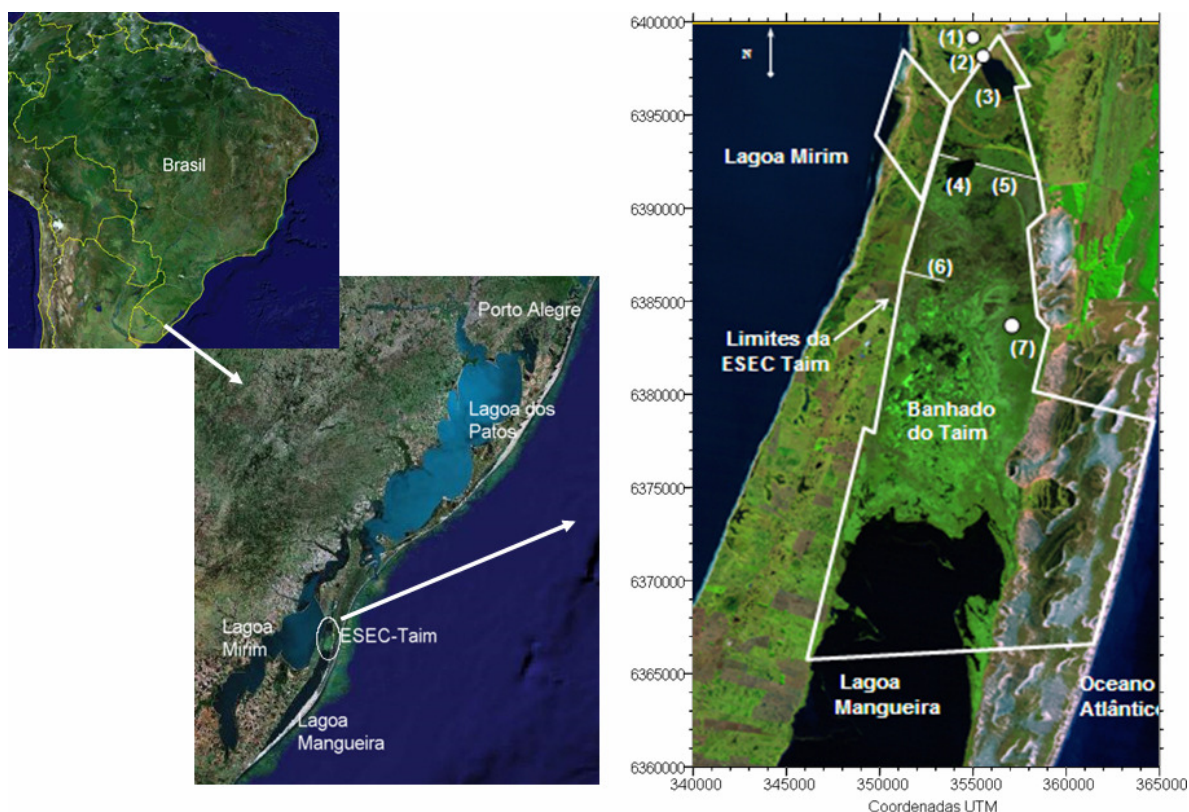 Brasil
Porto Alegre
Lagoa dos
Patos
Lagoa
Mirim
ESEC-Taim
Lagoa
Mangueira
6400000
6395000
6390000
6385000
6380000
6375000
6370000
6365000
6360000
N
(1)
(2)
(3)
Lagoa Mirim
(4)
(5)
(6)
Limites da
ESEC Taim
(7)
Banhado
do Taim
Lagoa
Mangueira
Oceano
Atlântico
340000
345000
350000
355000
360000
365000
Coordenadas UTM